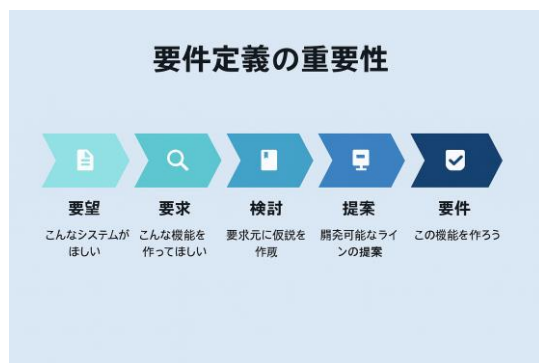 要件定義の重要性
要望
こんなシステムが
ほしい
要求
こんな機能を
作ってほしい
検討
要求元に仮説を
作成
提案
開発可能なライ
ンの提案
要件
この機能を作ろう